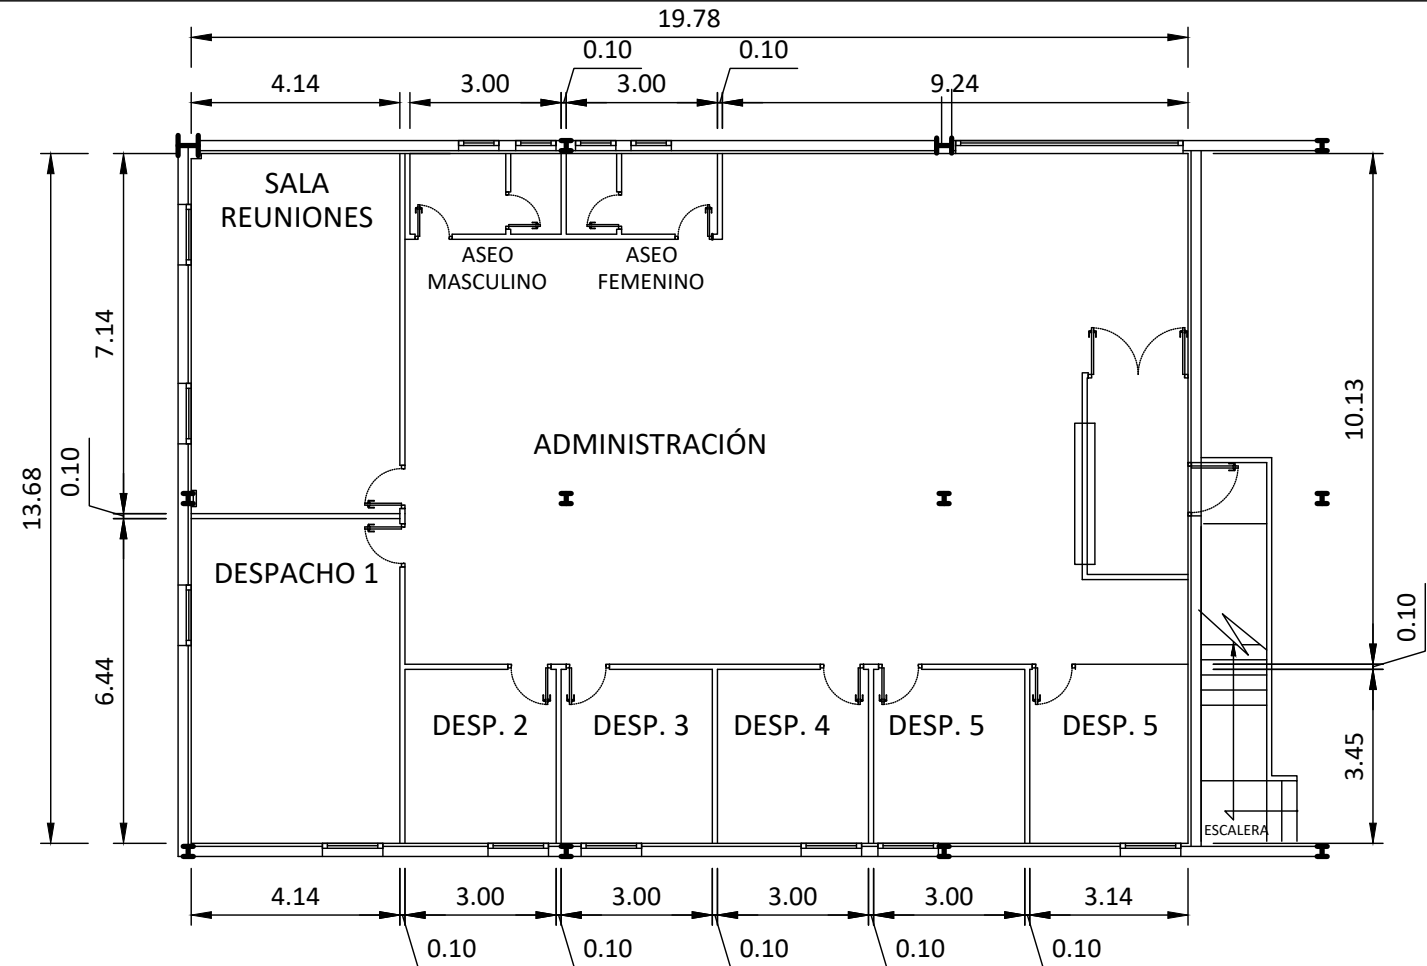 19.78
0.10
0.10
4.14
3.00
3.00
9.24
SALA
REUNIONES
ASEO
MASCULINO
ASEO
FEMENINO
7.14
10.13
ADMINISTRACIÓN
0.10
13.68
DESPACHO 1
0.10
6.44
DESP. 2
DESP. 3
DESP. 4
DESP. 5
DESP. 5
3.45
ESCALERA
4.14
3.00
3.00
3.00
3.00
3.14
0.10
0.10
0.10
0.10
0.10